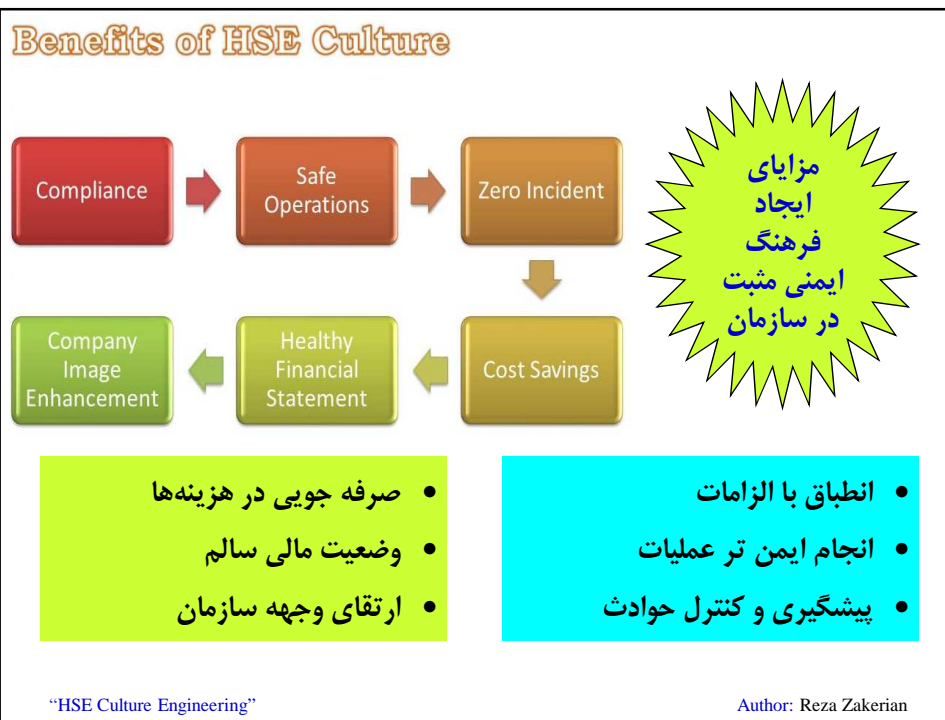 Benefits of HSE Culture
Compliance
Safe
Operations
Zero Incident
مزایای
ایجاد
فرهنگ
ایمنی مثبت
در سازمان
Cost Savings
Healthy
Financial
Statement
Company
Image
Enhancement
• انطباق با الزامات
• انجام ایمن تر عملیات
• پیشگیری و کنترل حوادث
• صرفه جویی در هزینه‌ها
• وضعیت مالی سالم
• ارتقای وجهه سازمان
“HSE Culture Engineering”
Author: Reza Zakerian